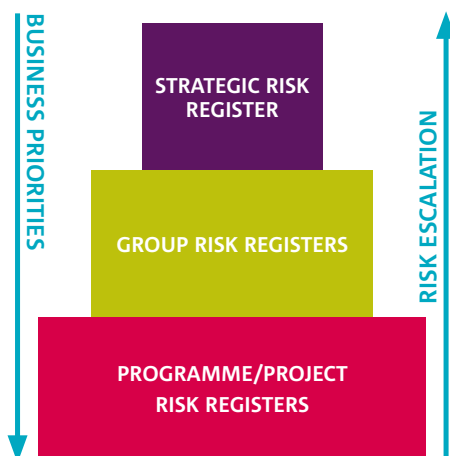 BUSINESS PRIORITIES
STRATEGIC RISK
REGISTER
GROUP RISK REGISTERS
PROGRAMME/PROJECT
RISK REGISTERS
RISK ESCALATION